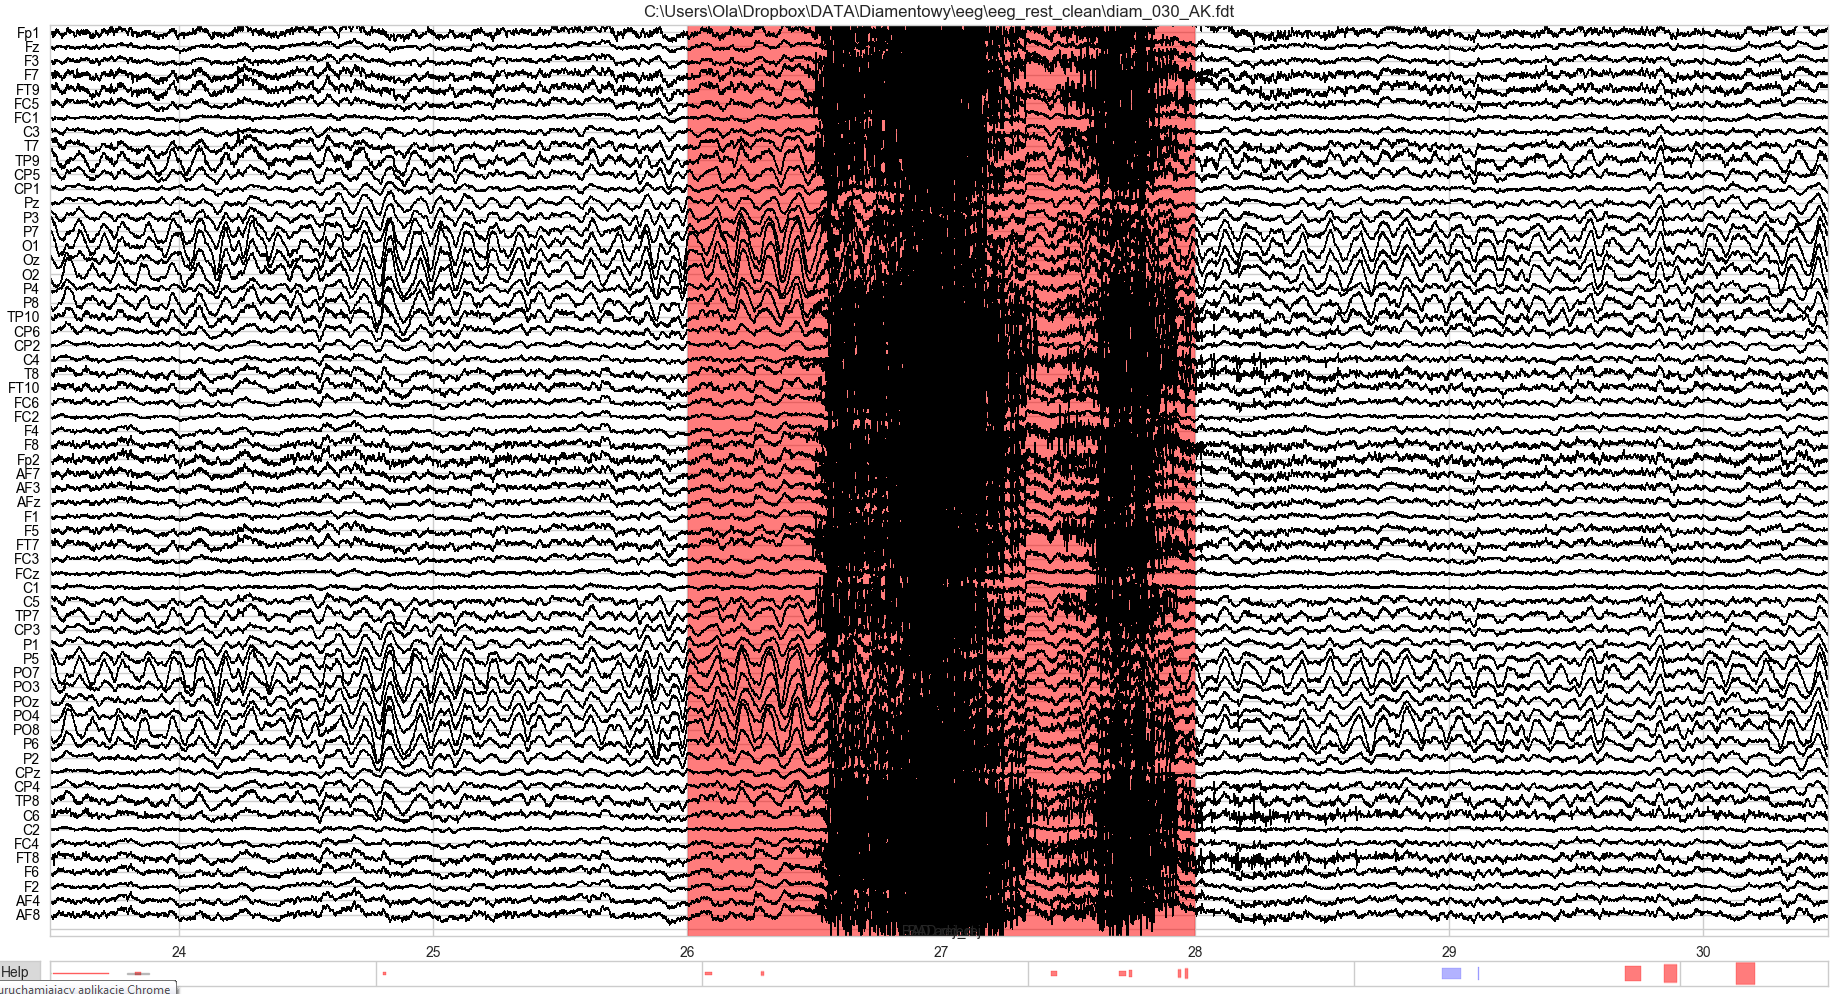 C:\Users\Ola\Dropbox\DATA\Diamentowy\eeg\eeg_rest_clean\diam_030_AK.fdt
Fp1
Fz
F3
F7
FT9
FC5
FC1
C3
T7
TP9
CP5
CP1
Pz
P3
P7
O1
Oz
O2
P4
P8
TP10
CP6
CP2
C4
T8
FT10
FC6
FC2
F4
F8
Fp2
AF7
AF3
AFz
F1
F5
FT7
FC3
FCz
C1
C5
TP7
CP3
P1
P5
PO7
PO3
POz
PO4
PO8
P6
P2
CPz
CP4
TP8
C6
C2
FC4
FT8
F6
F2
AF4
AF8
24 25 26 27 28 29 30
Help
uruchamiający aplikację Chrome